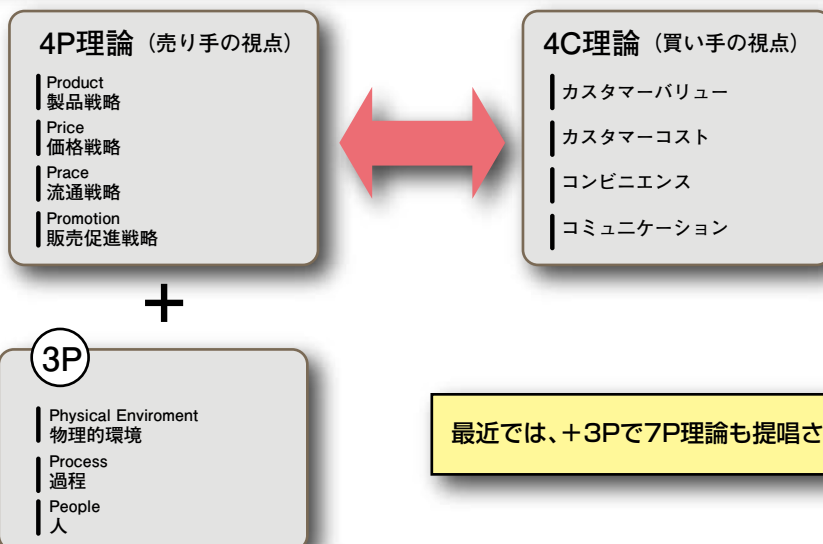 4P理論(売り手の視点)
Product
製品戦略
Price
価格戦略
Prace
流通戦略
Promotion
販売促進戦略
4C理論(買い手の視点)
カスタマーバリュー
カスタマーコスト
コンビニエンス
コミュニケーション
+
3P
Physical Enviroment
物理的環境
Process
過程
People
人
最近では、+3Pで7P理論も提唱さ